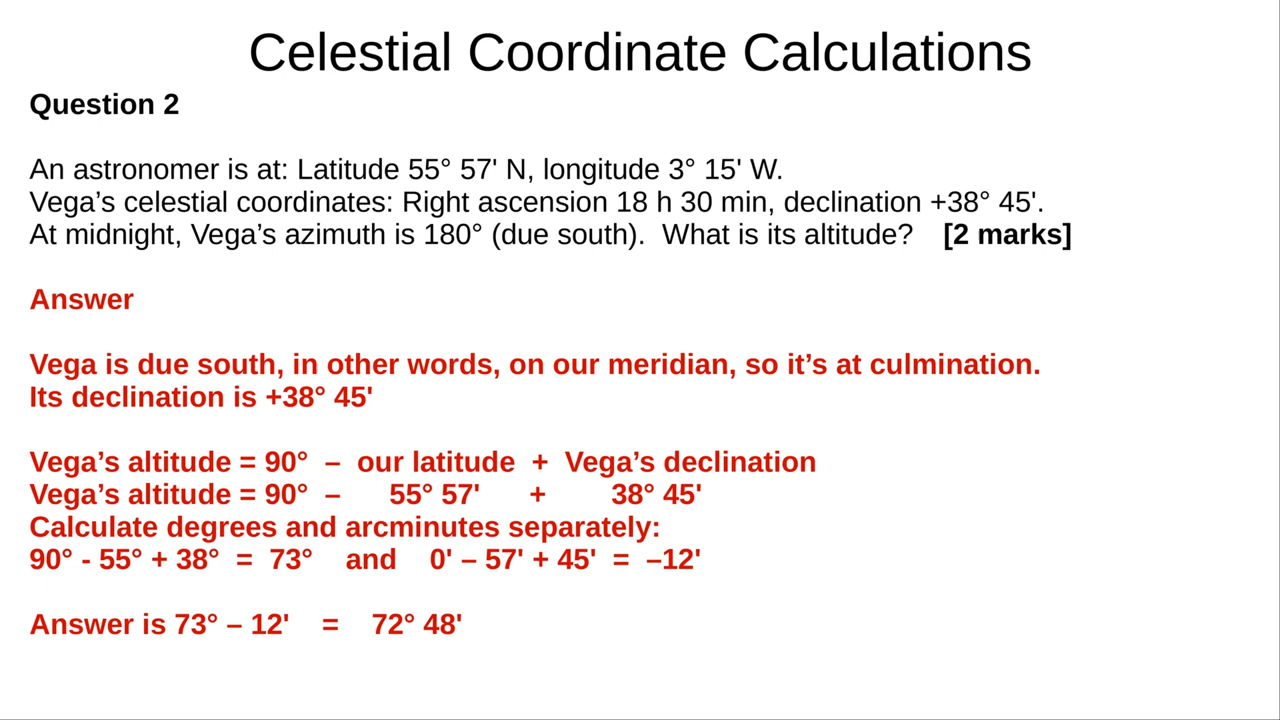 Celestial Coordinate Calculations
Question 2
An astronomer is at: Latitude 55° 57' N, longitude 3° 15' W.
Vega’s celestial coordinates: Right ascension 18 h 30 min, declination +38° 45'.
At midnight, Vega’s azimuth is 180° (due south). What is its altitude? [2 marks]
Answer
Vega is due south, in other words, on our meridian, so it’s at culmination.
Its declination is +38° 45'
Vega’s altitude = 90° – our latitude + Vega’s declination
Vega’s altitude = 90° – 55° 57' + 38° 45'
Calculate degrees and arcminutes separately:
90° - 55° + 38° = 73° and 0' – 57' + 45' = –12'
Answer is 73° – 12' = 72° 48'